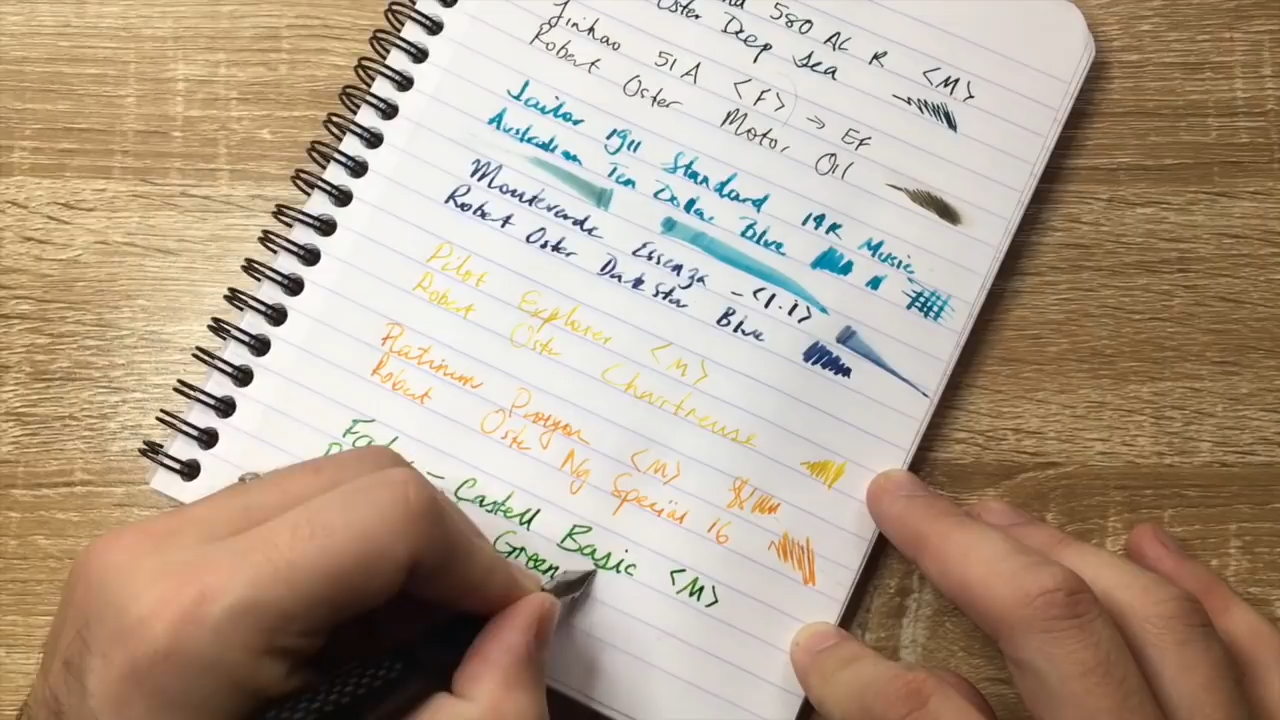 580 AL R <M>
Oster Deep Sea
Jinhao 51A <F> → EF
Robert Oster Motor Oil
Sailor 1911 Standard 14K Music
Australian Ten Dollar Blue
Monteverde Essenza - <1.1>
Robert Oster Dark Star Blue
Pilot Explorer <M>
Robert Oster Chartreuse
Platinum Procyon <M>
Robert Oster Ng Special 16
- Castell Basic <M>
Green